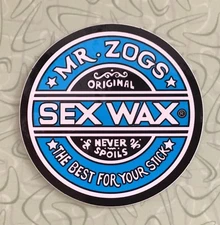 MR. ZOGS
ORIGINAL
SEX WAX®
NEVER
SPOILS
THE BEST FOR YOUR STICK